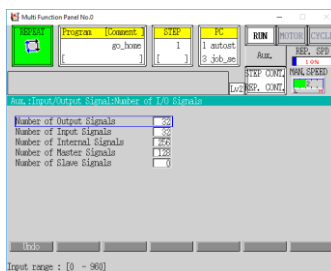 Multi Function Panel No.0
REPEAT
Program [Comment ]
go_home
[ ]
STEP
1
[ ]
PC
1 autost
3 job_se
RUN MOTOR CYCLE
Aux. REP. SPD
10%
STEP CONT. MAN.SPEED
Lv2 REP. CONT.
Aux.:Input/Output Signal:Number of I/O Signals
Number of Output Signals 32
Number of Input Signals 32
Number of Internal Signals 256
Number of Master Signals 128
Number of Slave Signals 0
Undo
Input range : [0 - 960]